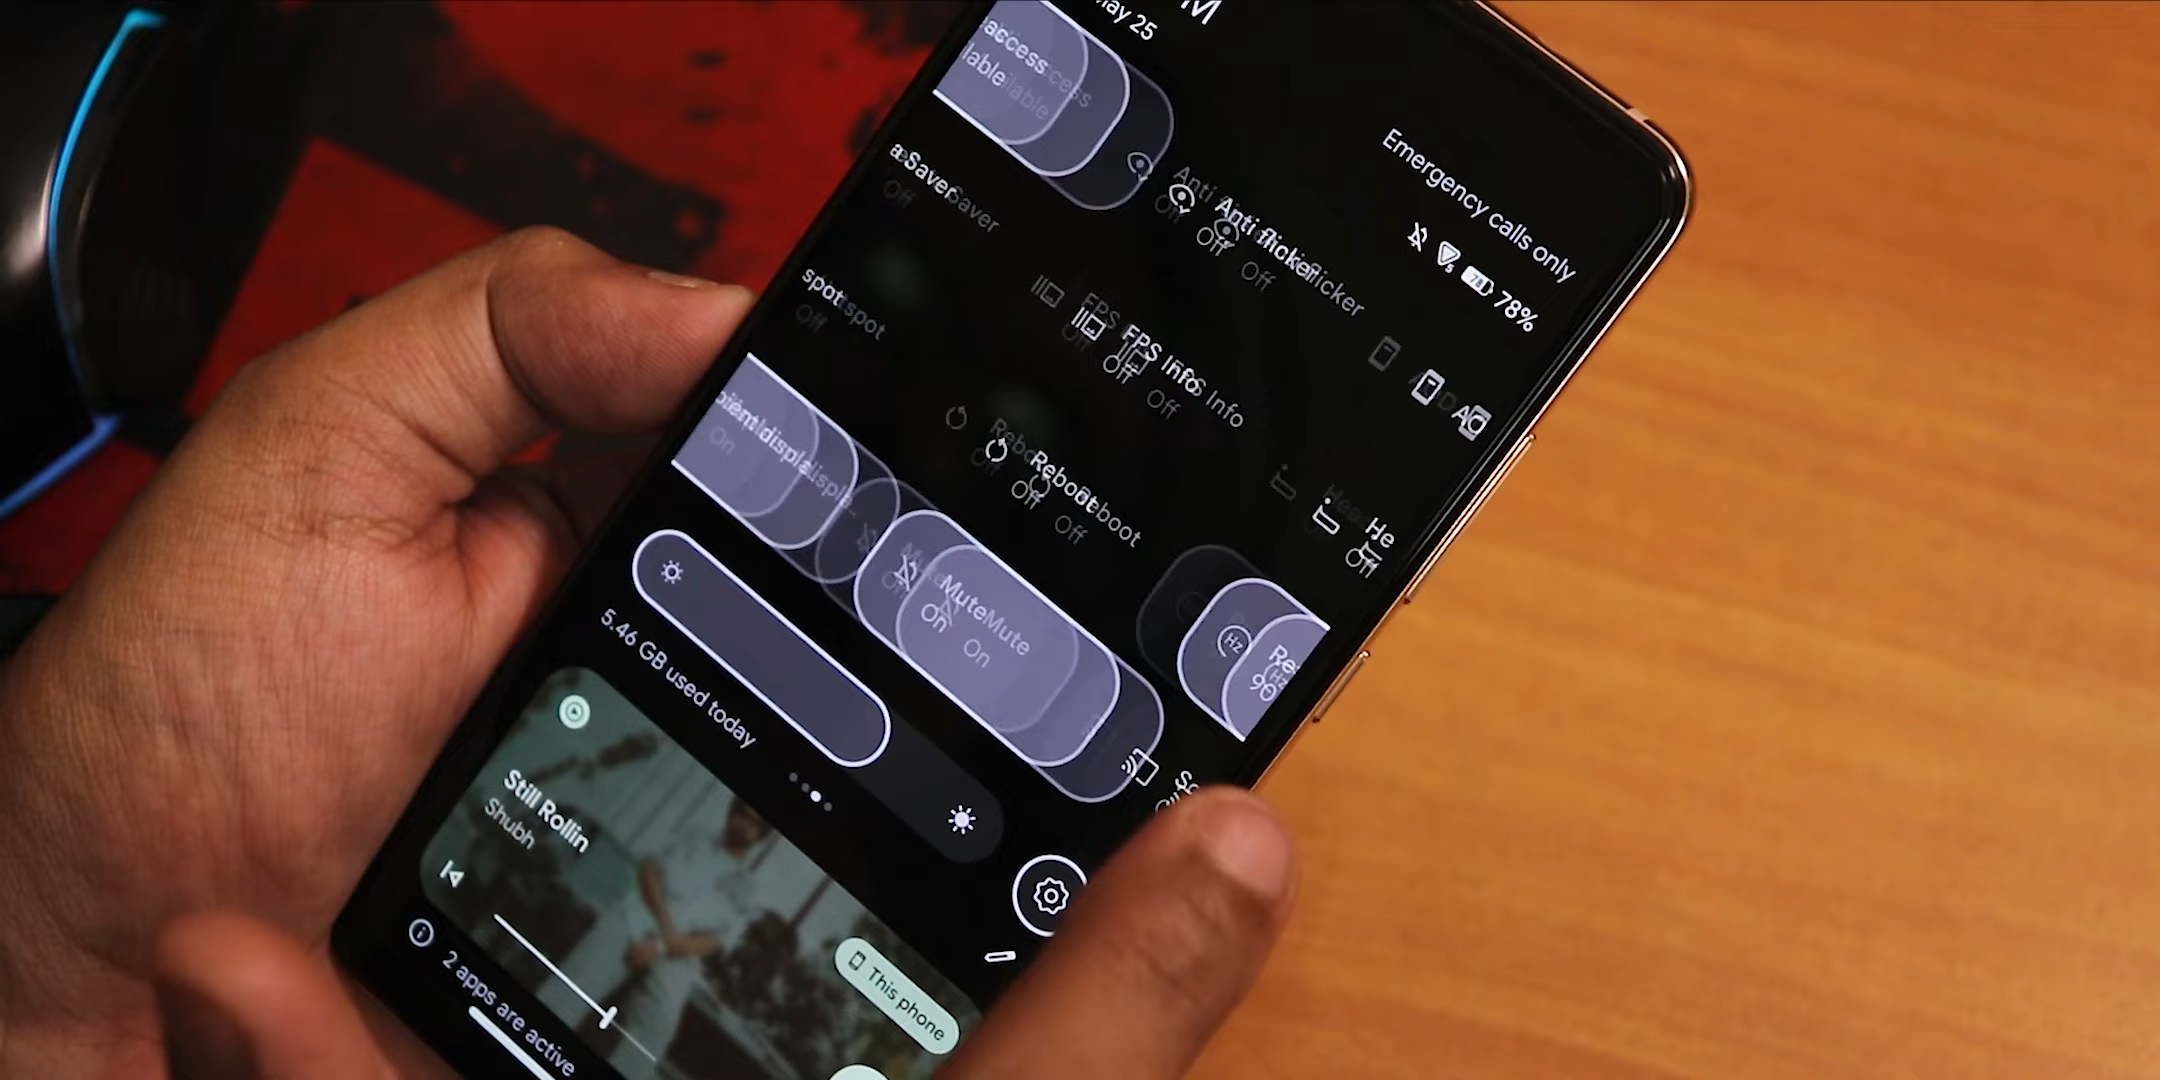 May 25
Emergency calls only
78%
access
lable
Anti flicker
Off
Saver
Off
FPS Info
Off
spot
Off
Reboot
Off
He
Off
display
On
Mute
On
Hz
90
5.46 GB used today
Still Rollin
Shubh
This phone
2 apps are active